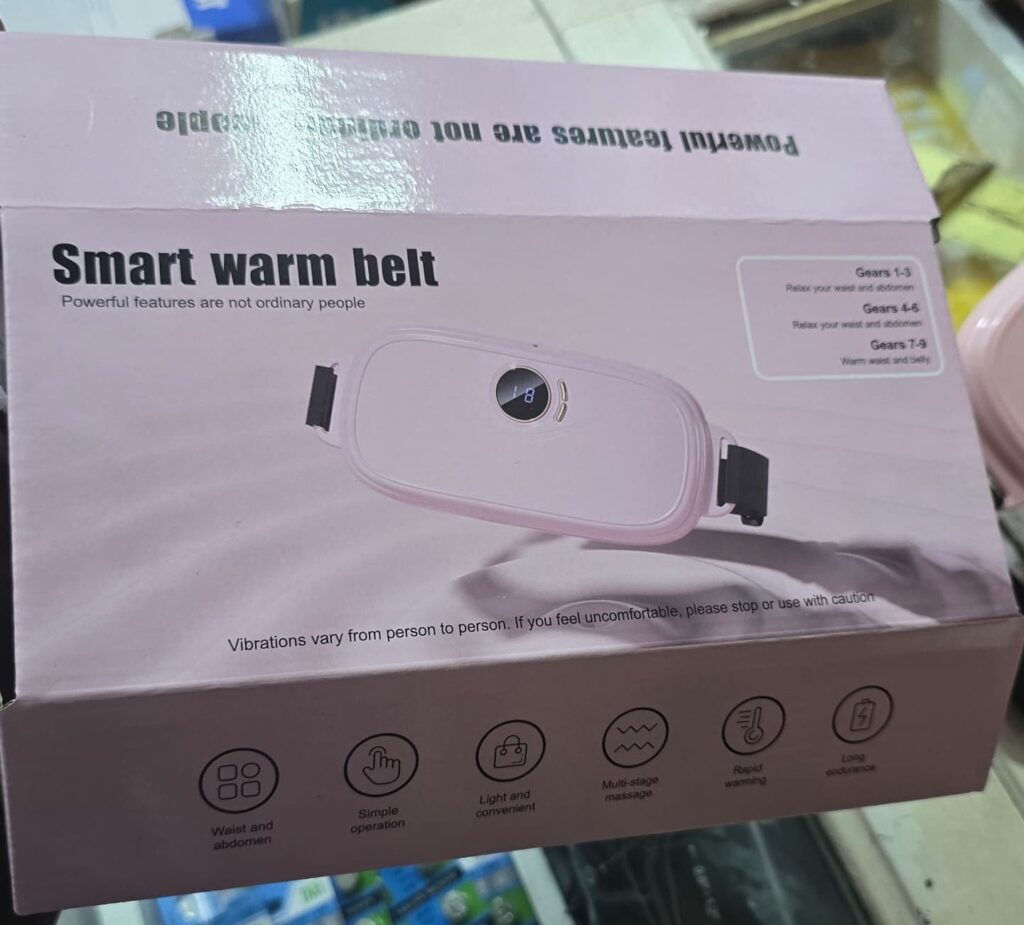 Powerful features are not people
Smart warm belt
Powerful features are not ordinary people
Gears 1-3
Relax your waist and abdomen
Gears 4-6
Relax your waist and abdomen
Gears 7-9
Warm waist and belly
18
Vibrations vary from person to person. If you feel uncomfortable, please stop or use with caution
Waist and
abdomen
Simple
operation
Light and
convenient
Multi-stage
massage
Rapid
warming
Long
endurance